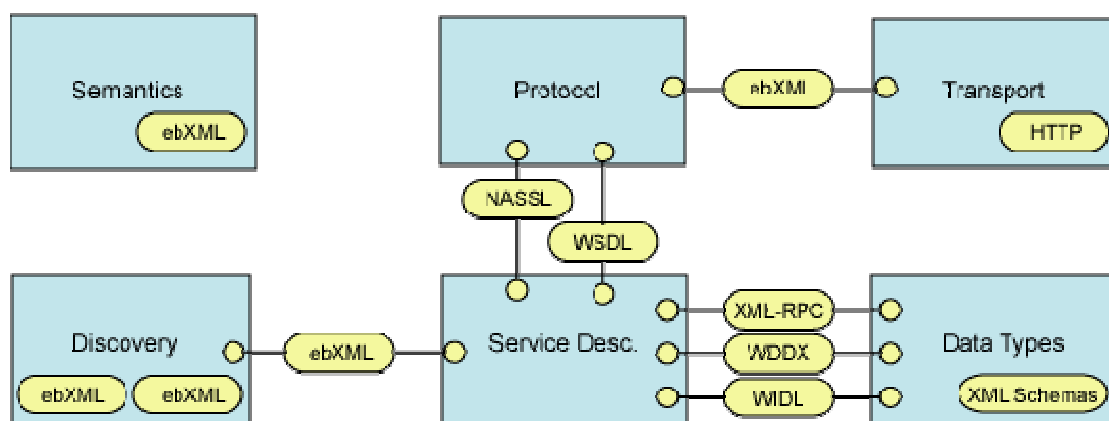 Semantics
ebXML
Protocol
ebXML
Transport
HTTP
NASSL
WSDL
Discovery
ebXML
ebXML
ebXML
Service Desc.
XML-RPC
WDDX
WIDL
Data Types
XML Schemas